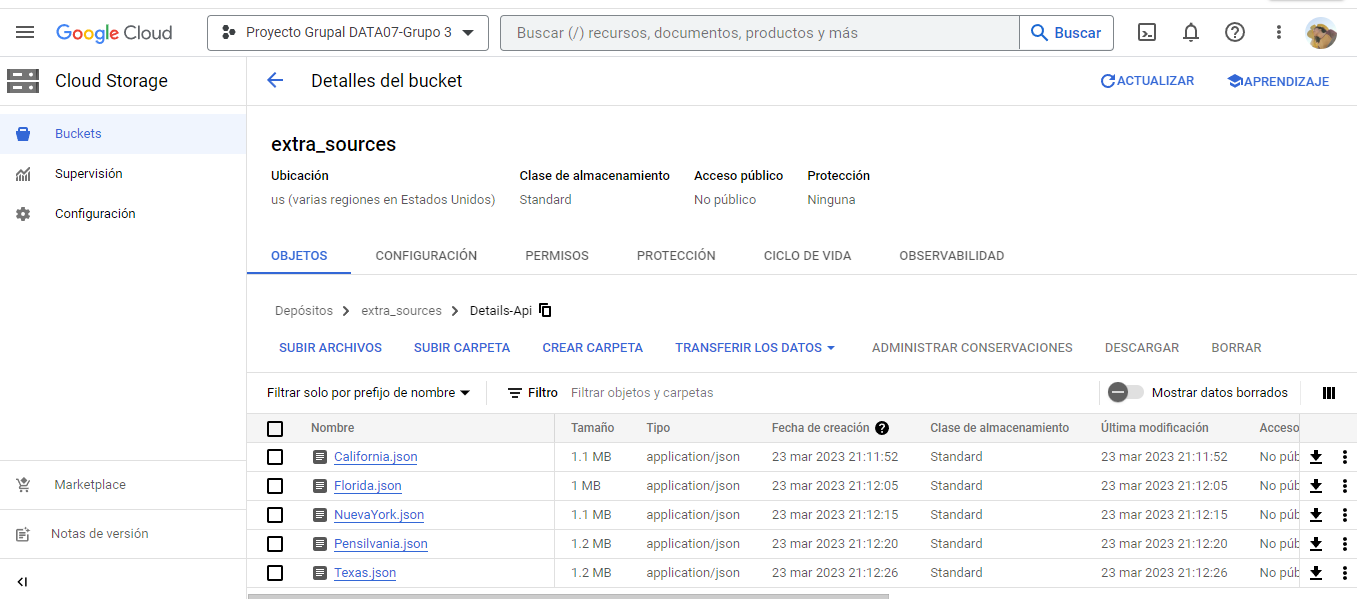 Google Cloud
Proyecto Grupal DATA07-Grupo 3
Buscar (/) recursos, documentos, productos y más
Buscar
Cloud Storage
Detalles del bucket
ACTUALIZAR
APRENDIZAJE
Buckets
Supervisión
Configuración
Marketplace
Notas de versión
extra_sources
Ubicación Clase de almacenamiento Acceso público Protección
us (varias regiones en Estados Unidos) Standard No público Ninguna
OBJETOS CONFIGURACIÓN PERMISOS PROTECCIÓN CICLO DE VIDA OBSERVABILIDAD
Depósitos extra_sources Details-Api
SUBIR ARCHIVOS SUBIR CARPETA CREAR CARPETA TRANSFERIR LOS DATOS ADMINISTRAR CONSERVACIONES DESCARGAR BORRAR
Filtrar solo por prefijo de nombre Filtro Filtrar objetos y carpetas Mostrar datos borrados
Nombre Tamaño Tipo Fecha de creación Clase de almacenamiento Última modificación Acceso
California.json 1.1 MB application/json 23 mar 2023 21:11:52 Standard 23 mar 2023 21:11:52 No púb
Florida.json 1 MB application/json 23 mar 2023 21:12:05 Standard 23 mar 2023 21:12:05 No púb
NuevaYork.json 1.1 MB application/json 23 mar 2023 21:12:15 Standard 23 mar 2023 21:12:15 No púb
Pensilvania.json 1.2 MB application/json 23 mar 2023 21:12:20 Standard 23 mar 2023 21:12:20 No púb
Texas.json 1.2 MB application/json 23 mar 2023 21:12:26 Standard 23 mar 2023 21:12:26 No púb